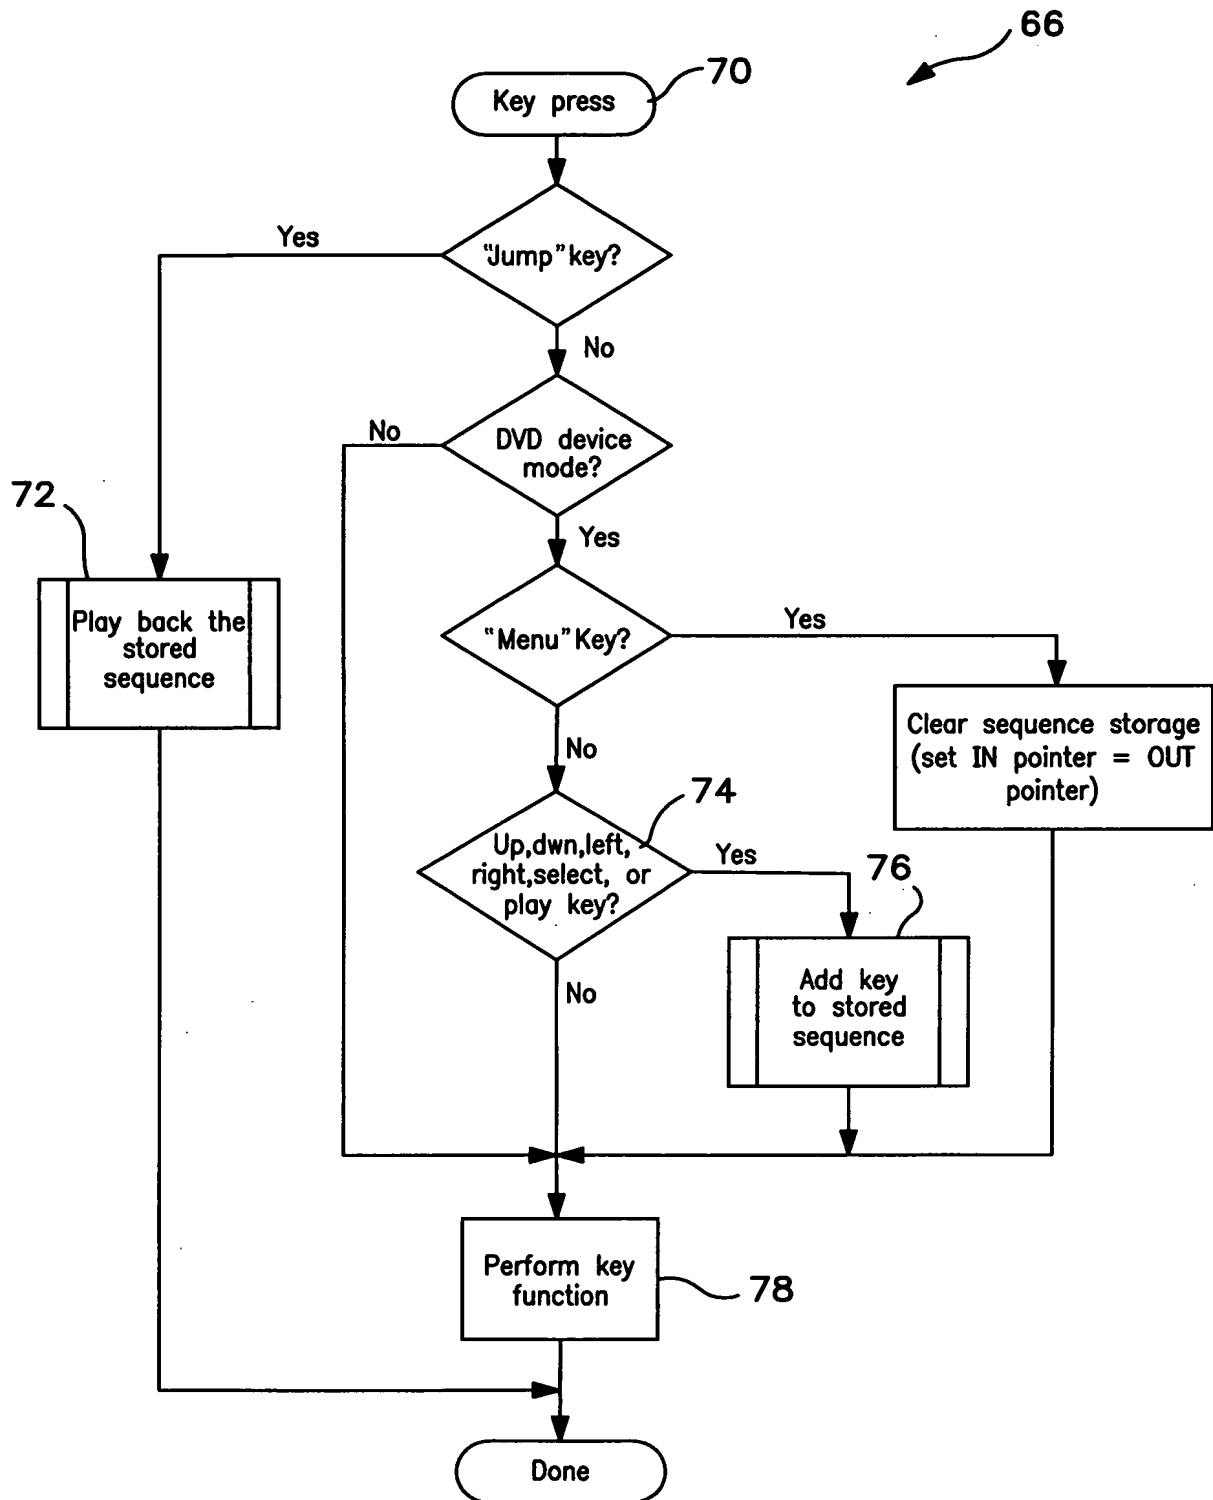 66
70
Key press
Yes
"Jump" key?
No
No
DVD device
mode?
72
Yes
Play back the
stored
sequence
"Menu" Key?
Yes
Clear sequence storage
(set IN pointer = OUT
pointer)
No
74
Up,dwn,left,
right,select, or
play key?
Yes
76
Add key
to stored
sequence
No
Perform key
function
78
Done